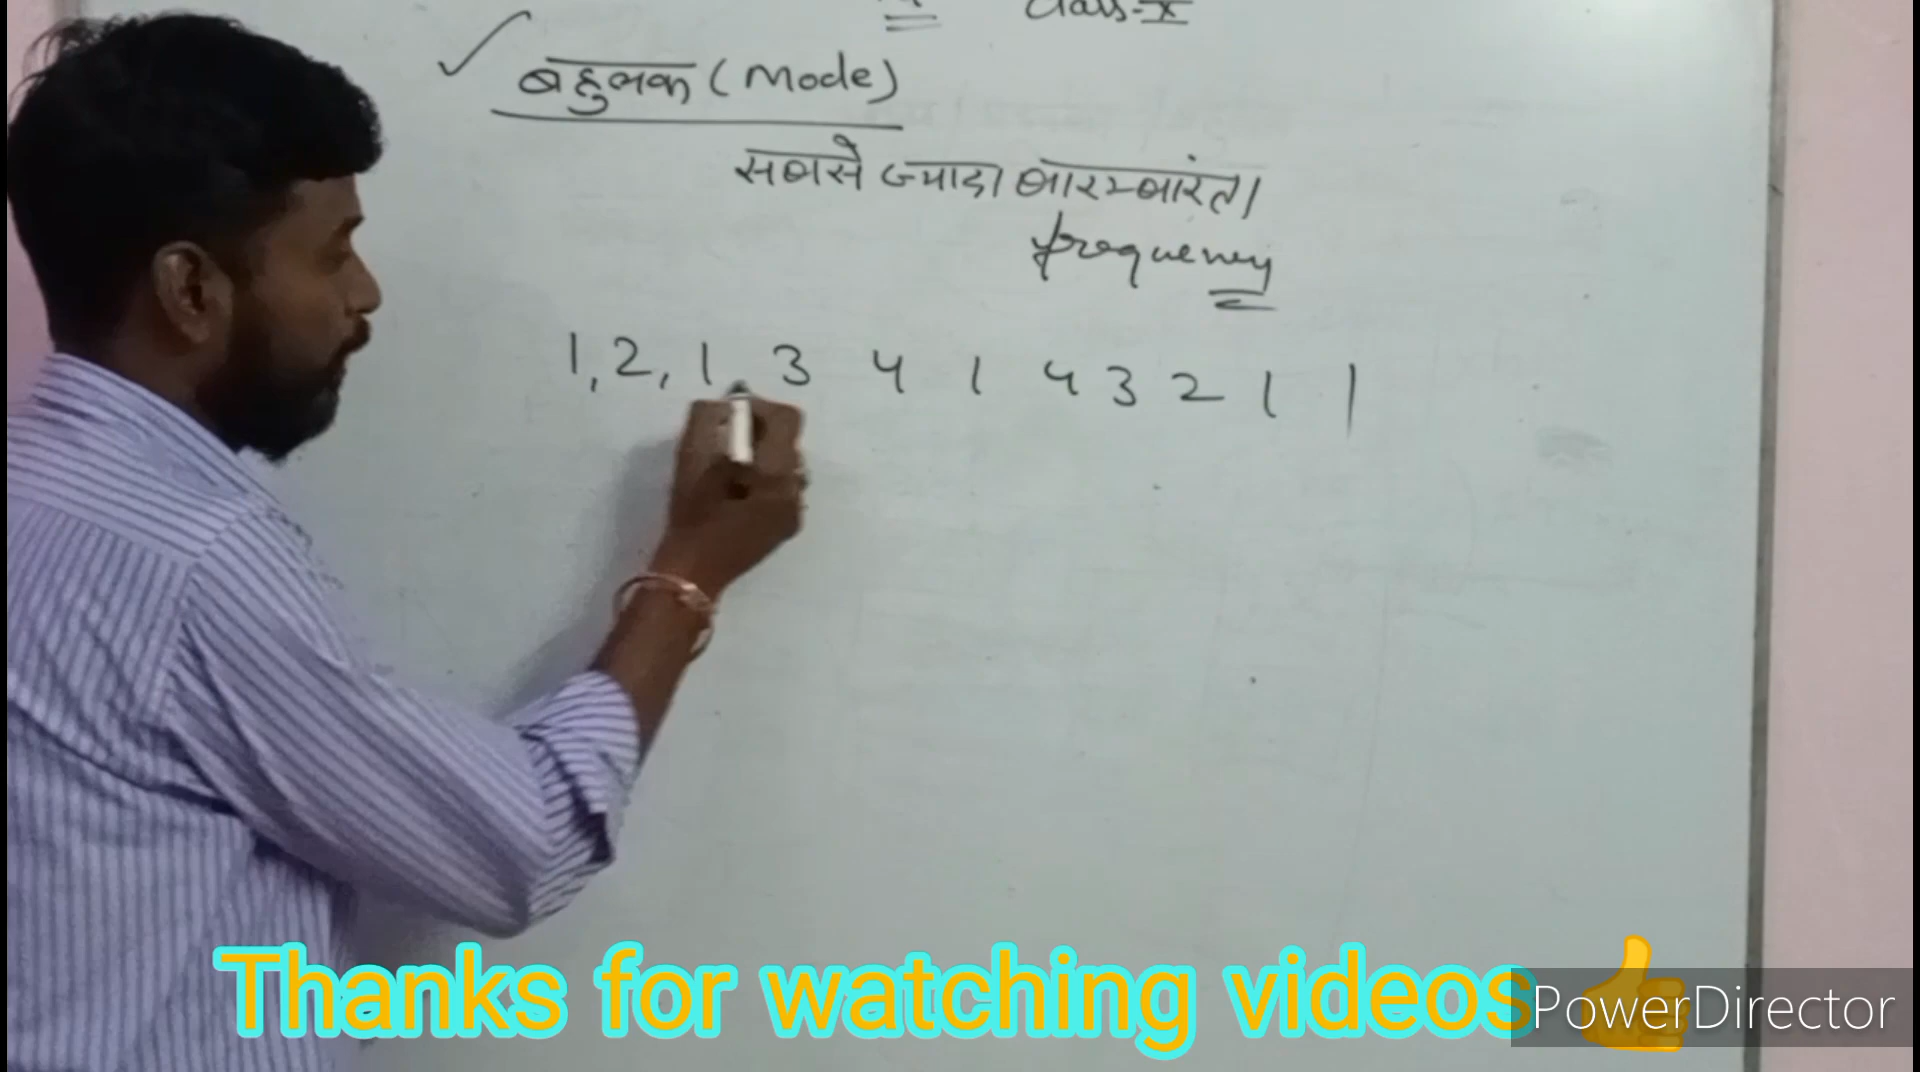 Class-X
बहुलक (Mode)
सबसे ज्यादा बारम्बारंता
frequency
1, 2, 1, 3 4 1 4 3 2 1 1
Thanks for watching videos 👍
PowerDirector